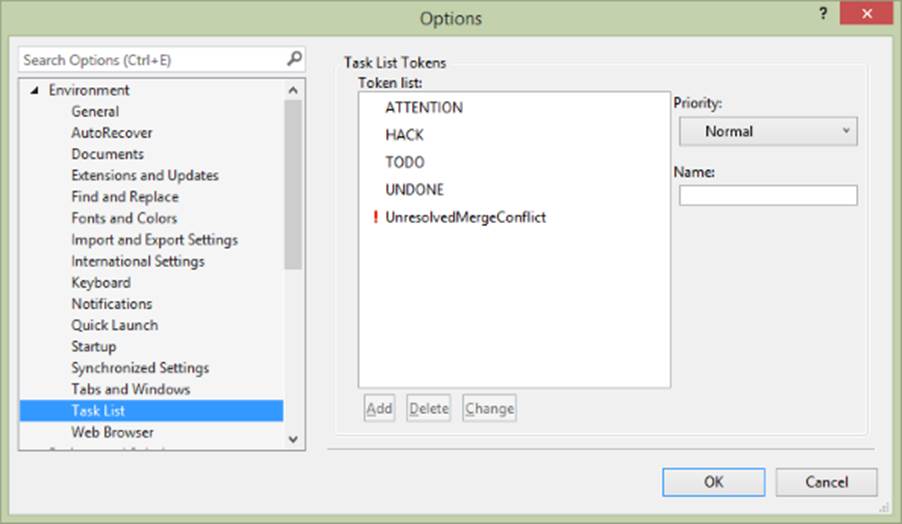 Options
?
Search Options (Ctrl+E)
Environment
General
AutoRecover
Documents
Extensions and Updates
Find and Replace
Fonts and Colors
Import and Export Settings
International Settings
Keyboard
Notifications
Quick Launch
Startup
Synchronized Settings
Tabs and Windows
Task List
Web Browser
Task List Tokens
Token list:
ATTENTION
HACK
TODO
UNDONE
! UnresolvedMergeConflict
Add Delete Change
Priority:
Normal
Name:
OK Cancel